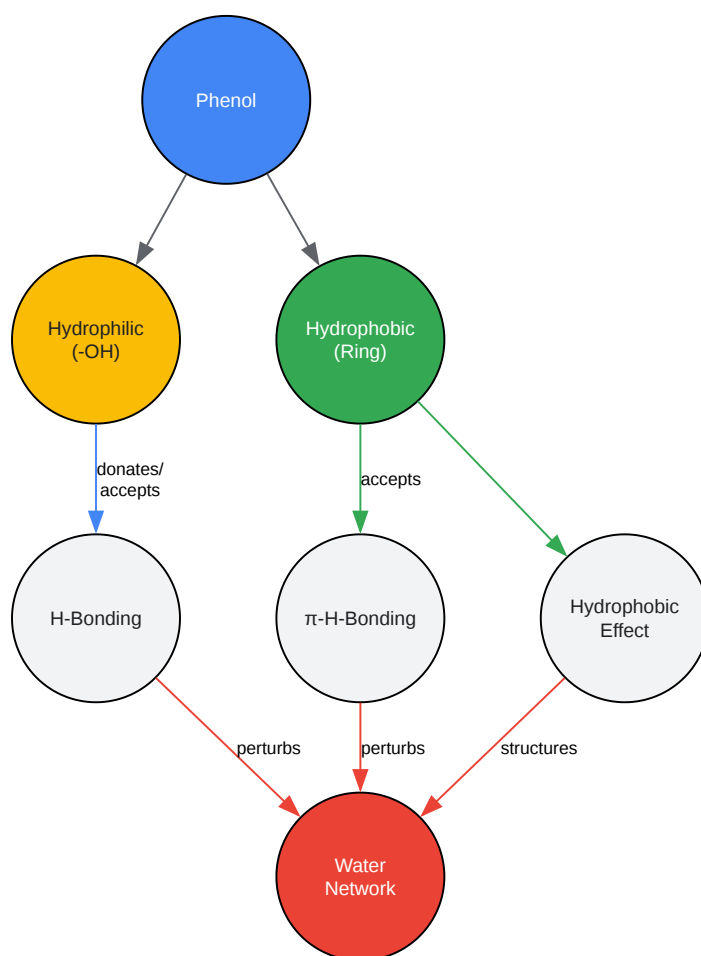 Phenol
Hydrophilic
(-OH)
Hydrophobic
(Ring)
donates/
accepts
accepts
H-Bonding
π-H-Bonding
Hydrophobic
Effect
perturbs
perturbs
structures
Water
Network